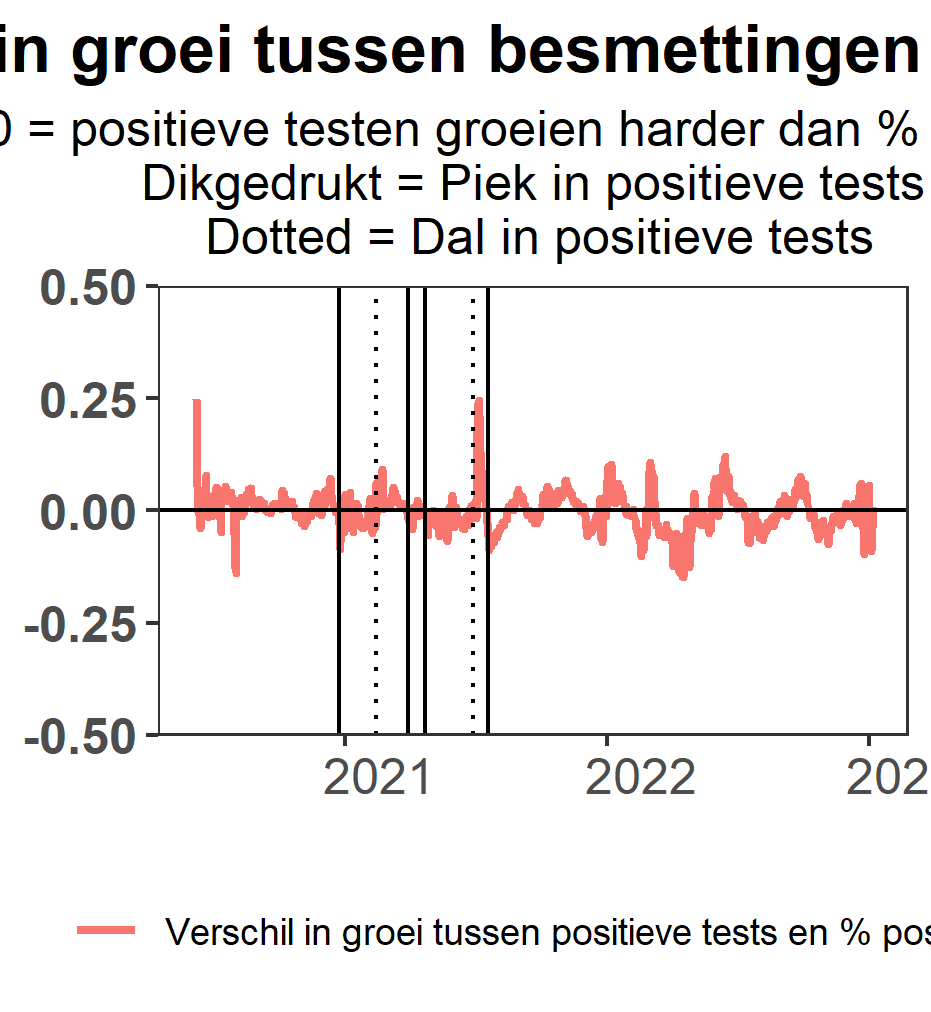 in groei tussen besmettingen
0 = positieve testen groeien harder dan %
Dikgedrukt = Piek in positieve tests
Dotted = Dal in positieve tests
0.50
0.25
0.00
-0.25
-0.50
2021 2022 202
Verschil in groei tussen positieve tests en % pos